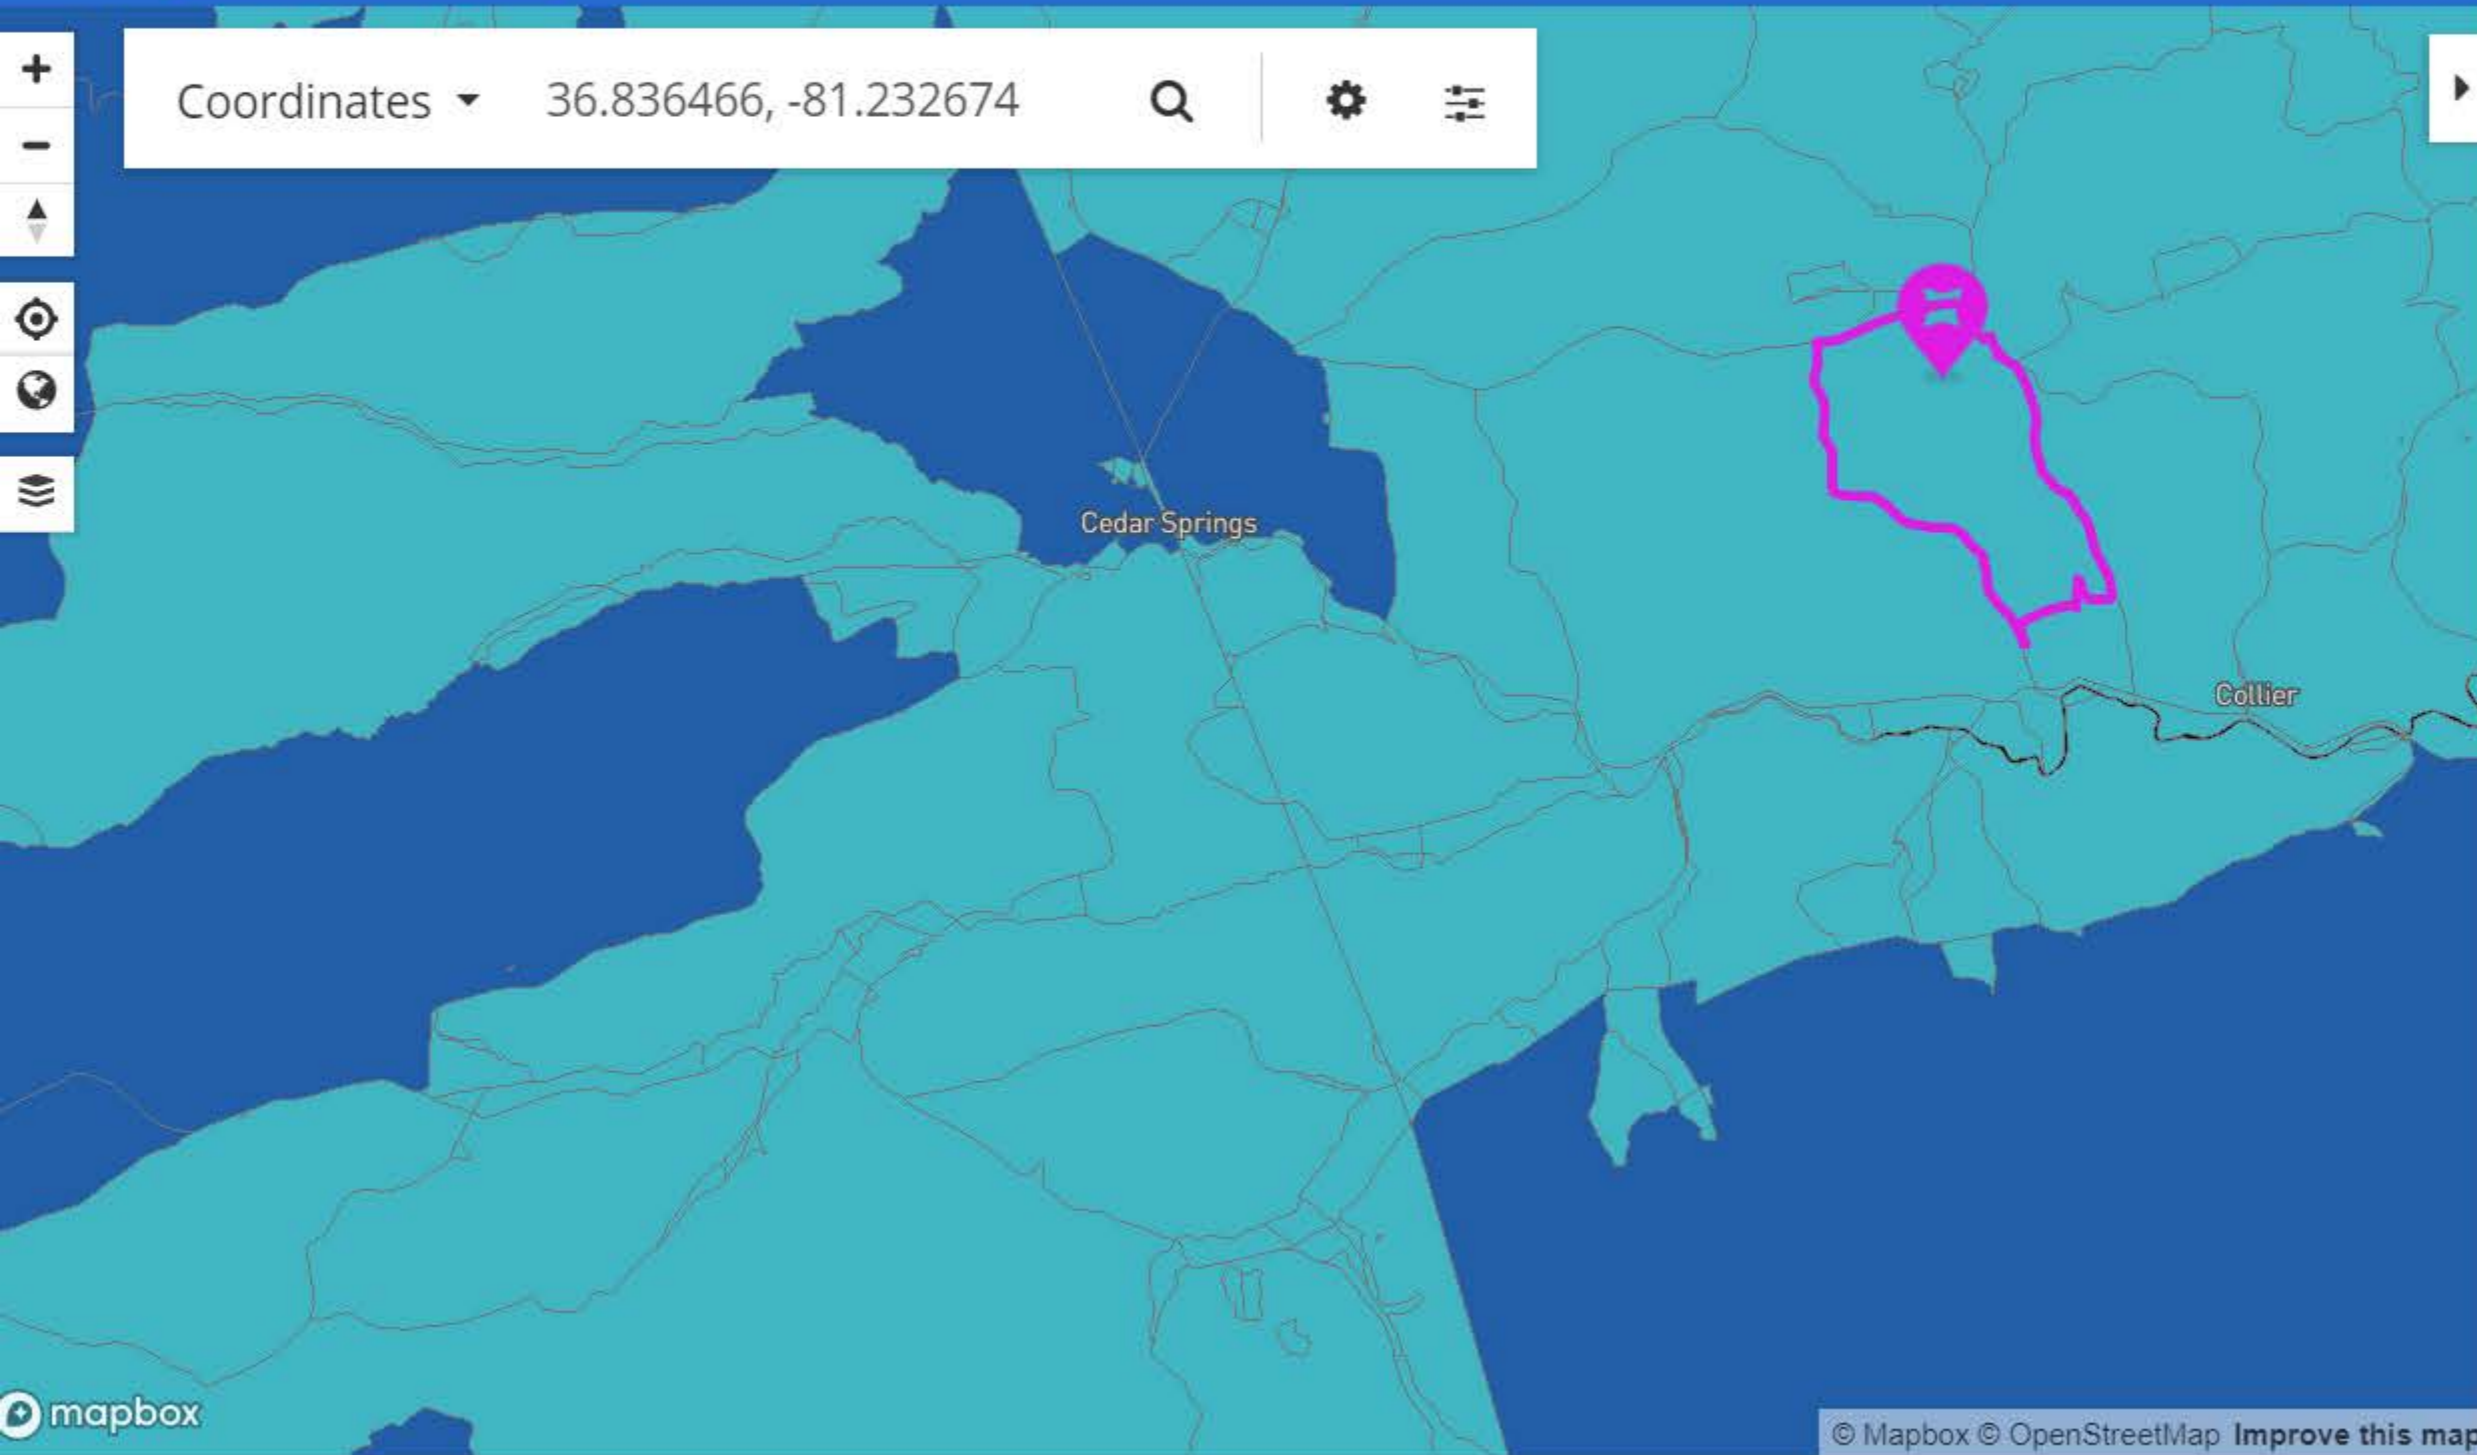 Coordinates 36.836466, -81.232674
Cedar Springs
Collier
mapbox
© Mapbox © OpenStreetMap Improve this map